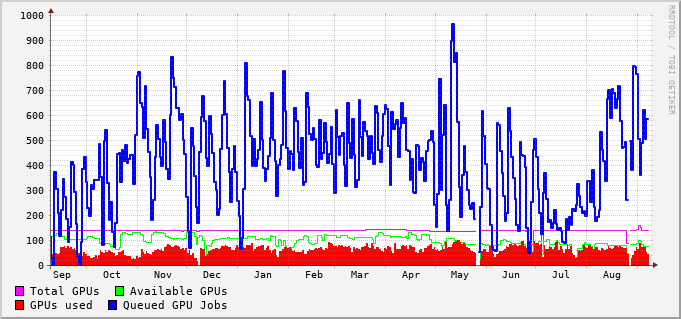 1000
900
800
700
600
500
400
300
200
100
0
Sep Oct Nov Dec Jan Feb Mar Apr May Jun Jul Aug
RRDTOOL / TOBI OETIKER
Total GPUs Available GPUs
GPUs used Queued GPU Jobs